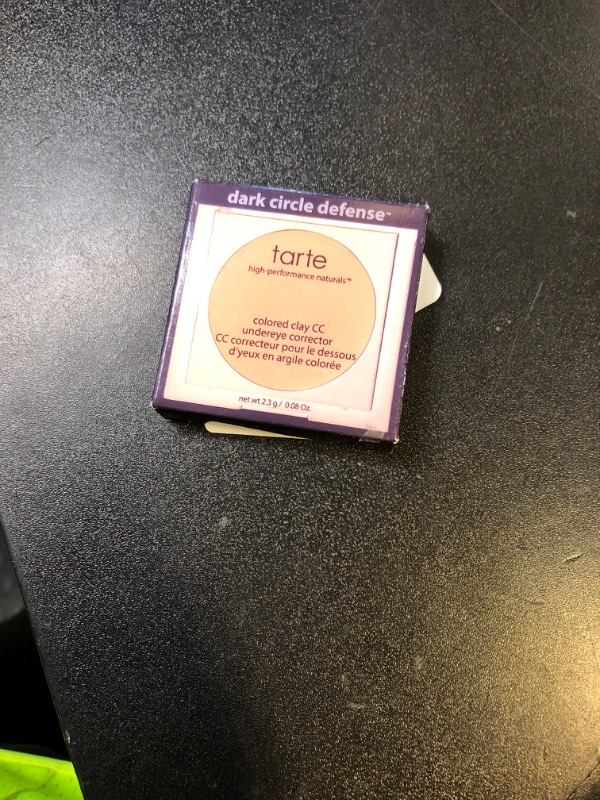 dark circle defense™
tarte
high-performance naturals™
colored clay CC
undereye corrector
CC correcteur pour le dessous
d'yeux en argile colorée
net wt 2.3 g / 0.08 Oz.